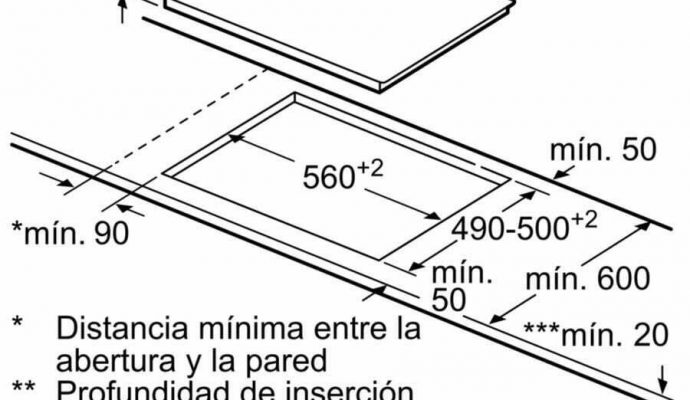 mín. 50
560+2
490-500+2
*mín. 90
mín.
50
mín. 600
***mín. 20
* Distancia mínima entre la
abertura y la pared
** Profundidad de inserción